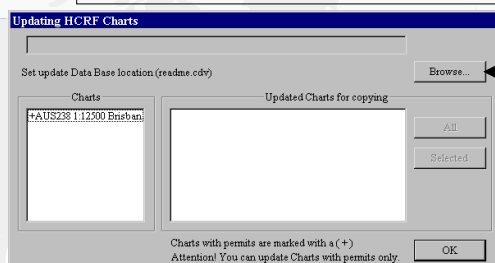 Updating HCRF Charts
Set update Data Base location (readme.cdv)
Browse...
Charts
Updated Charts for copying
+AUS238 1:12500 Brisban
All
Selected
Charts with permits are marked with a (+)
Attention! You can update Charts with permits only.
OK